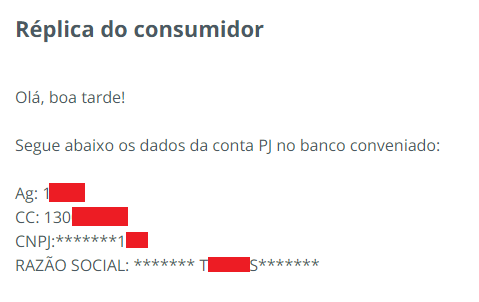 Réplica do consumidor
Olá, boa tarde!
Segue abaixo os dados da conta PJ no banco conveniado:
Ag: 1
CC: 130
CNPJ:*******1
RAZÃO SOCIAL: ******* T S*******